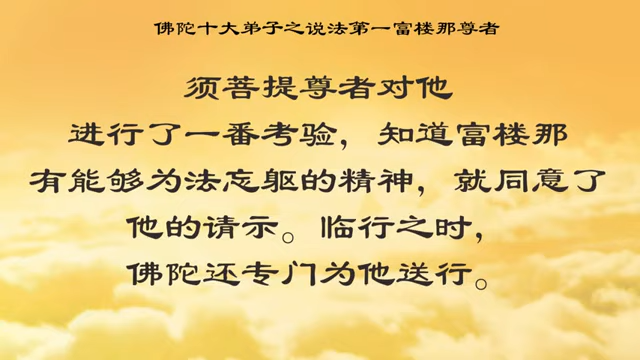 佛陀十大弟子之说法第一富楼那尊者
须菩提尊者对他
进行了一番考验，知道富楼那
有能够为法忘躯的精神，就同意了
他的请示。临行之时，
佛陀还专门为他送行。